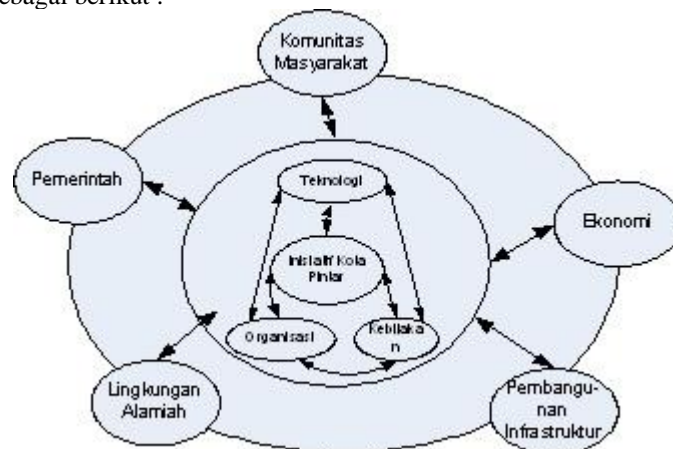 ebagai berikut :
Komunitas
Masyarakat
Pemerintah
Teknologi
Ekonomi
Inisiatif Kota
Pintar
Organisasi
Kebijaka
n
Lingkungan
Alamiah
Pembangu-
nan
Infrastruktur